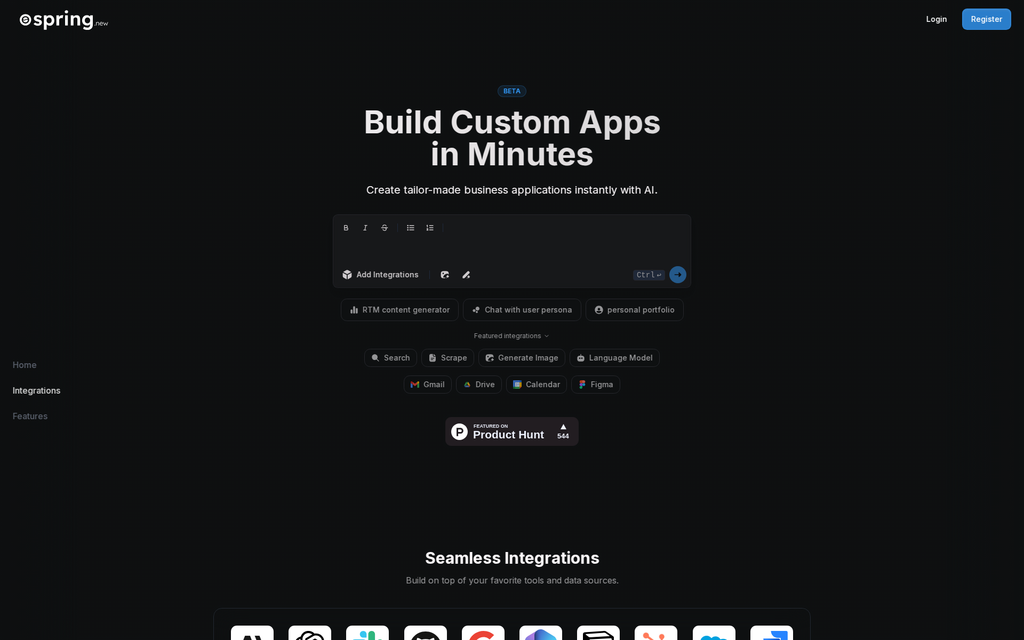 spring.new
Login
Register
BETA
Build Custom Apps
in Minutes
Create tailor-made business applications instantly with AI.
B I S
Add Integrations
Ctrl ↵
RTM content generator
Chat with user persona
personal portfolio
Featured integrations
Search
Scrape
Generate Image
Language Model
Gmail
Drive
Calendar
Figma
Home
Integrations
Features
P
FEATURED ON
Product Hunt
544
Seamless Integrations
Build on top of your favorite tools and data sources.